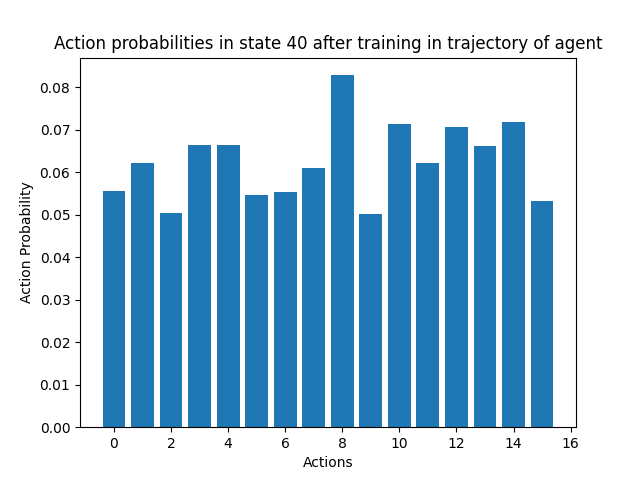 Action probabilities in state 40 after training in trajectory of agent
0.08
0.07
0.06
0.05
0.04
0.03
0.02
0.01
0.00
Action Probability
0 2 4 6 8 10 12 14 16
Actions